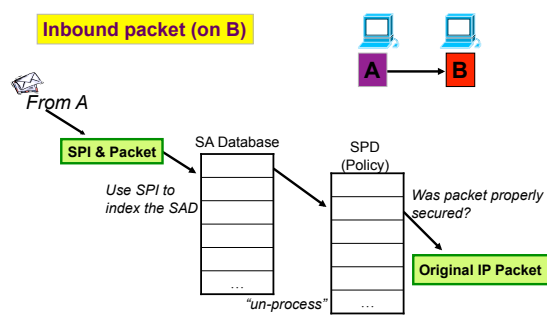 Inbound packet (on B)
A
B
From A
SPI & Packet
SA Database
SPD
(Policy)
Use SPI to
index the SAD
Was packet properly
secured?
Original IP Packet
…
“un-process”
…